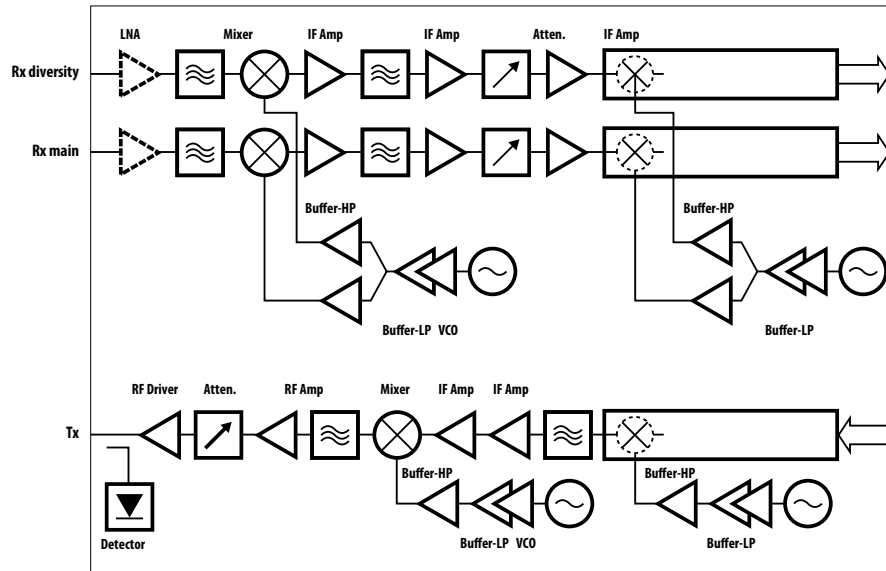 LNA Mixer IF Amp IF Amp Atten. IF Amp
Rx diversity
Rx main
Buffer-HP Buffer-HP
Buffer-LP VCO Buffer-LP
RF Driver Atten. RF Amp Mixer IF Amp IF Amp
Tx
Buffer-HP Buffer-HP
Detector Buffer-LP VCO Buffer-LP